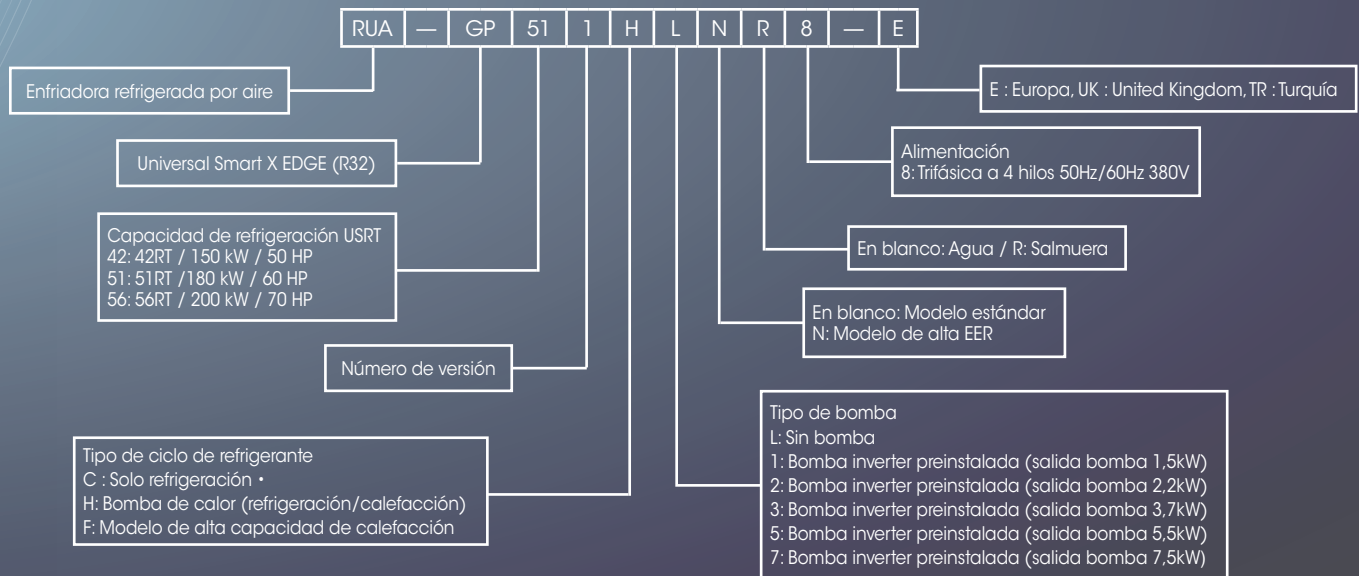 RUA — GP 51 1 H L N R 8 — E
Enfriadora refrigerada por aire
E : Europa, UK : United Kingdom, TR : Turquía
Universal Smart X EDGE (R32)
Alimentación
8: Trifásica a 4 hilos 50Hz/60Hz 380V
Capacidad de refrigeración USRT
42: 42RT / 150 kW / 50 HP
51: 51RT /180 kW / 60 HP
56: 56RT / 200 kW / 70 HP
En blanco: Agua / R: Salmuera
En blanco: Modelo estándar
N: Modelo de alta EER
Número de versión
Tipo de ciclo de refrigerante
C : Solo refrigeración •
H: Bomba de calor (refrigeración/calefacción)
F: Modelo de alta capacidad de calefacción
Tipo de bomba
L: Sin bomba
1: Bomba inverter preinstalada (salida bomba 1,5kW)
2: Bomba inverter preinstalada (salida bomba 2,2kW)
3: Bomba inverter preinstalada (salida bomba 3,7kW)
5: Bomba inverter preinstalada (salida bomba 5,5kW)
7: Bomba inverter preinstalada (salida bomba 7,5kW)